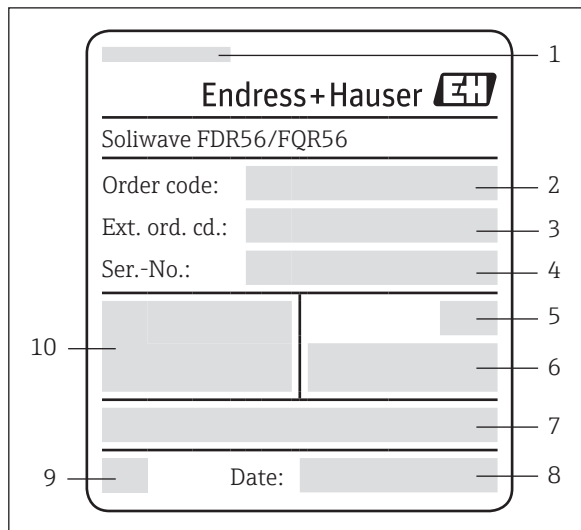 1
Endress+Hauser EH
Soliwave FDR56/FQR56
Order code: 2
Ext. ord. cd.: 3
Ser.-No.: 4
5
10
6
7
9 Date: 8